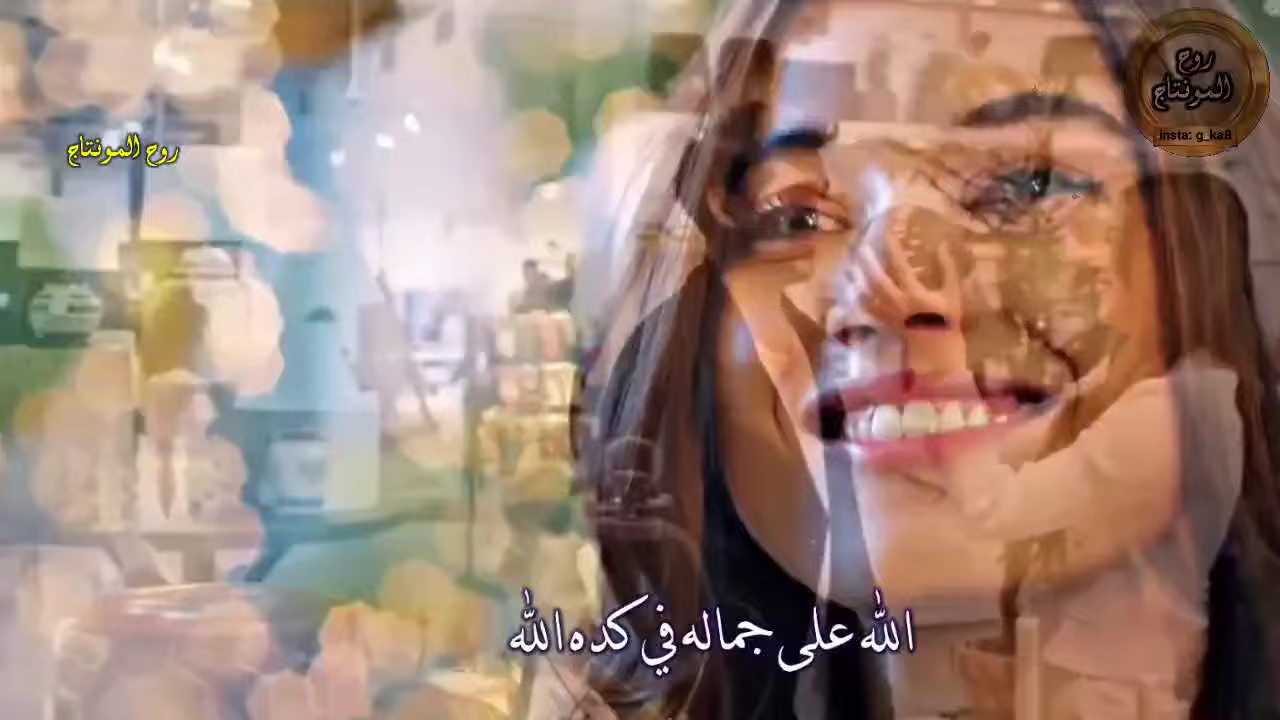 روح
المونتاج
insta: g_ka8
روح المونتاج
الله على جماله في كده الله